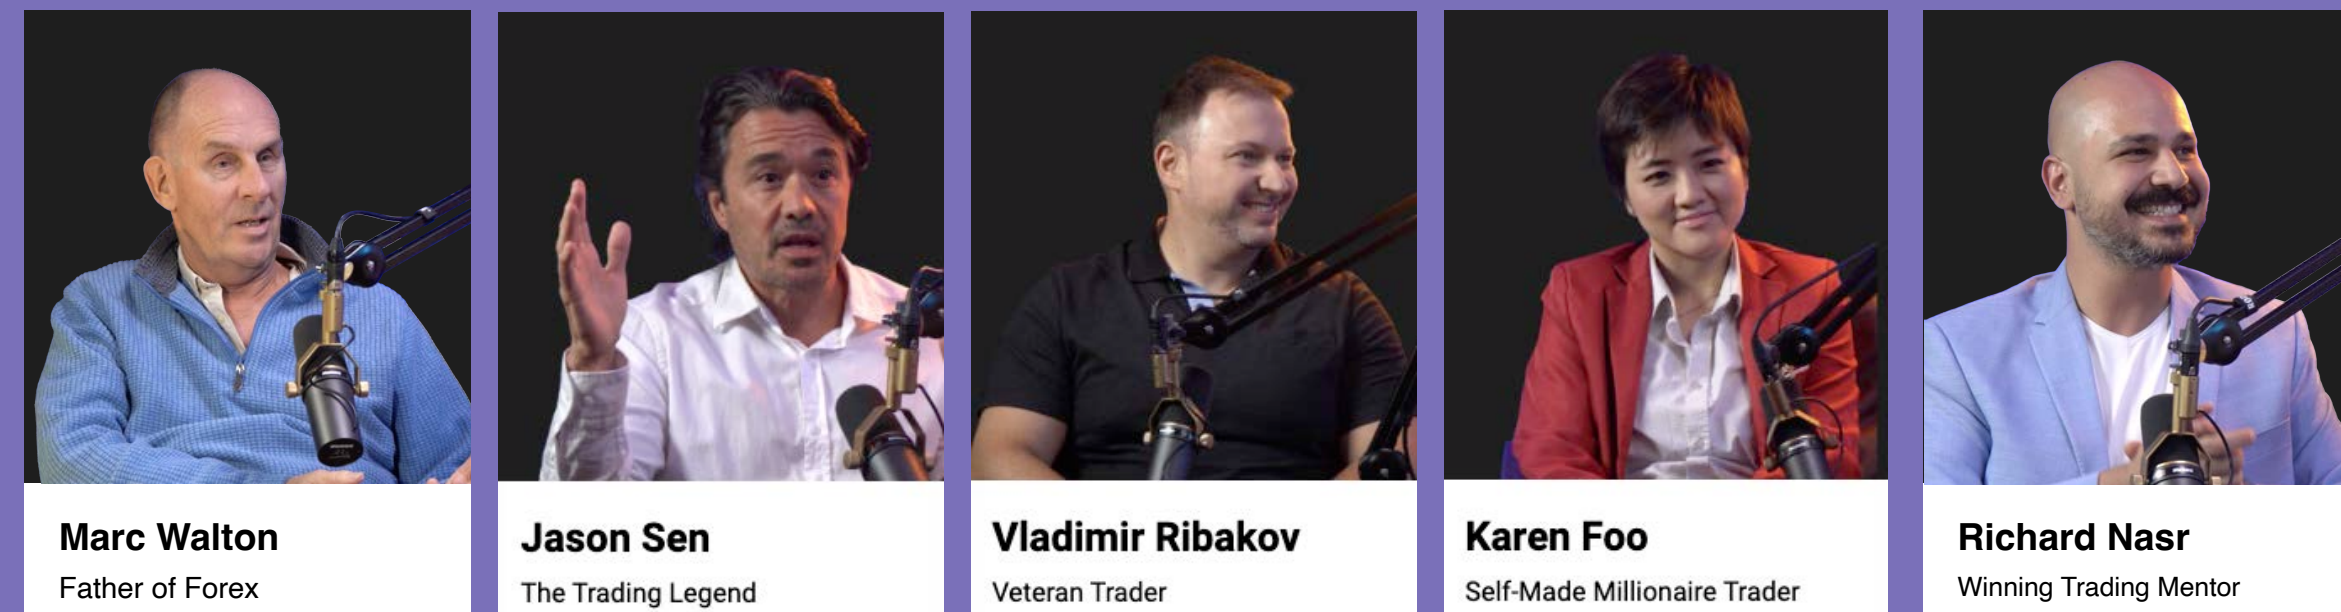 Marc Walton
Father of Forex
Jason Sen
The Trading Legend
Vladimir Ribakov
Veteran Trader
Karen Foo
Self-Made Millionaire Trader
Richard Nasr
Winning Trading Mentor